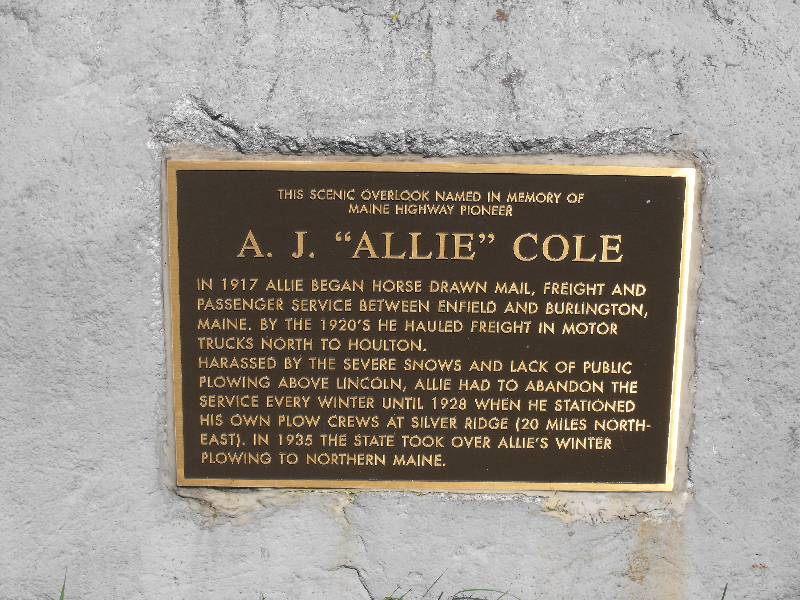 THIS SCENIC OVERLOOK NAMED IN MEMORY OF
MAINE HIGHWAY PIONEER
A. J. "ALLIE" COLE
IN 1917 ALLIE BEGAN HORSE DRAWN MAIL, FREIGHT AND
PASSENGER SERVICE BETWEEN ENFIELD AND BURLINGTON,
MAINE. BY THE 1920'S HE HAULED FREIGHT IN MOTOR
TRUCKS NORTH TO HOULTON.
HARASSED BY THE SEVERE SNOWS AND LACK OF PUBLIC
PLOWING ABOVE LINCOLN, ALLIE HAD TO ABANDON THE
SERVICE EVERY WINTER UNTIL 1928 WHEN HE STATIONED
HIS OWN PLOW CREWS AT SILVER RIDGE (20 MILES NORTH-
EAST). IN 1935 THE STATE TOOK OVER ALLIE'S WINTER
PLOWING TO NORTHERN MAINE.